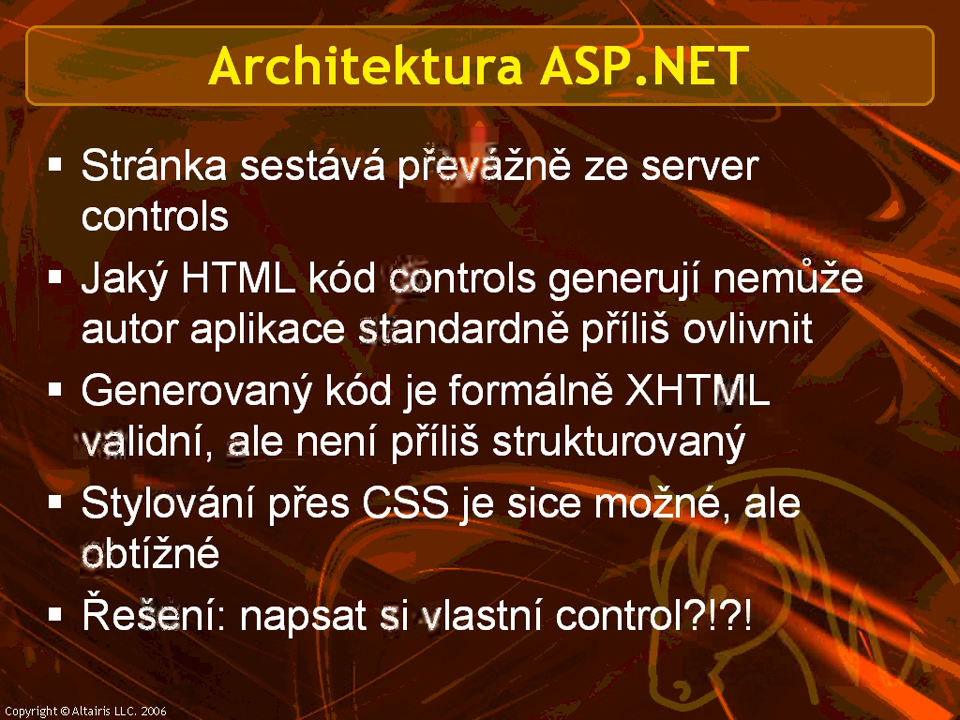 Architektura ASP.NET
▪ Stránka sestává převážně ze server
controls
▪ Jaký HTML kód controls generují nemůže
autor aplikace standardně příliš ovlivnit
▪ Generovaný kód je formálně XHTML
validní, ale není příliš strukturovaný
▪ Stylování přes CSS je sice možné, ale
obtížné
▪ Řešení: napsat si vlastní control?!?!
Copyright © Altairis LLC. 2006